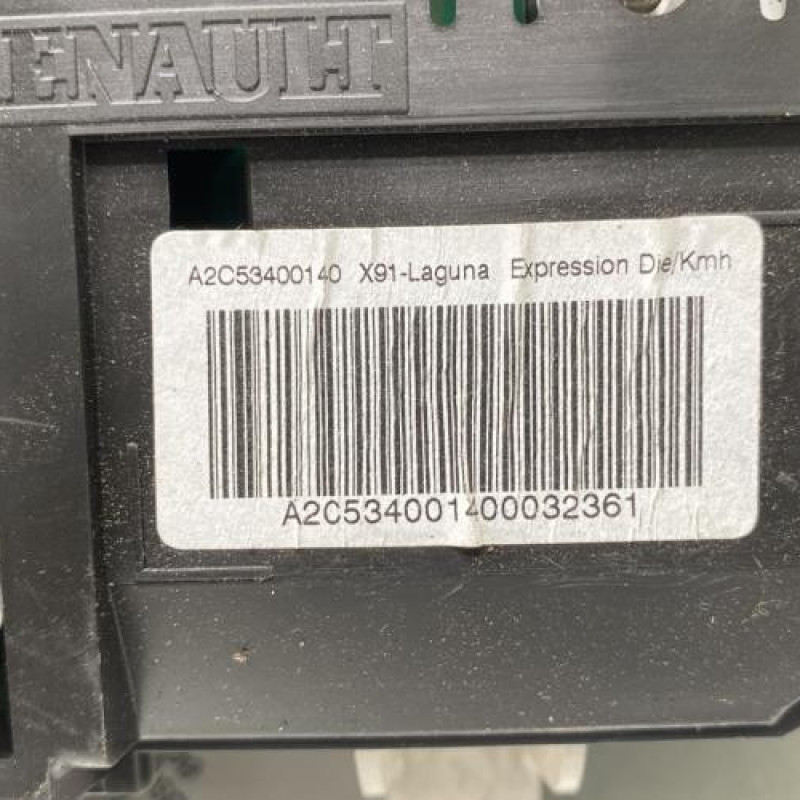 RENAULT
A2C53400140 X91-Laguna Expression Die/Kmh
A2C534001400032361